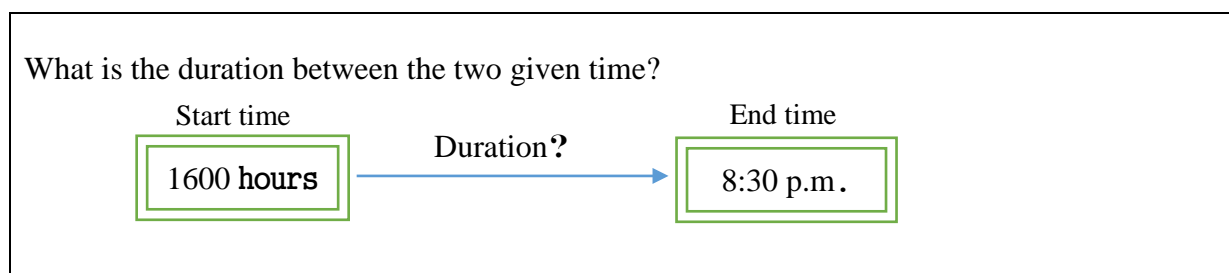 What is the duration between the two given time?
Start time
End time
Duration?
1600 hours
8:30 p.m.